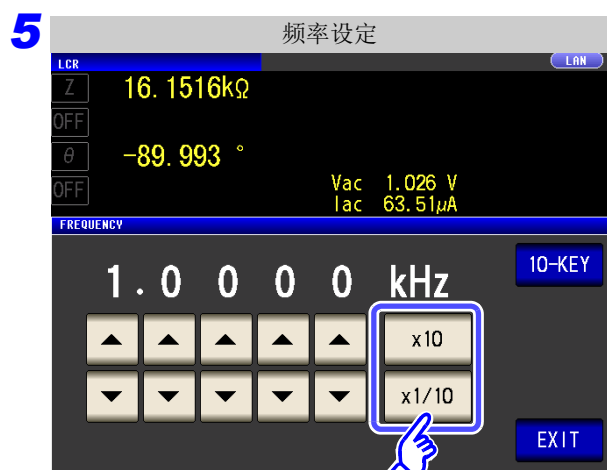 5
频率设定
LCR LAN
Z 16.1516kΩ
OFF
θ -89.993 °
OFF Vac 1.026 V
Iac 63.51μA
FREQUENCY
1.0000 kHz 10-KEY
▲ ▲ ▲ ▲ ▲ x10
▼ ▼ ▼ ▼ ▼ x1/10
EXIT